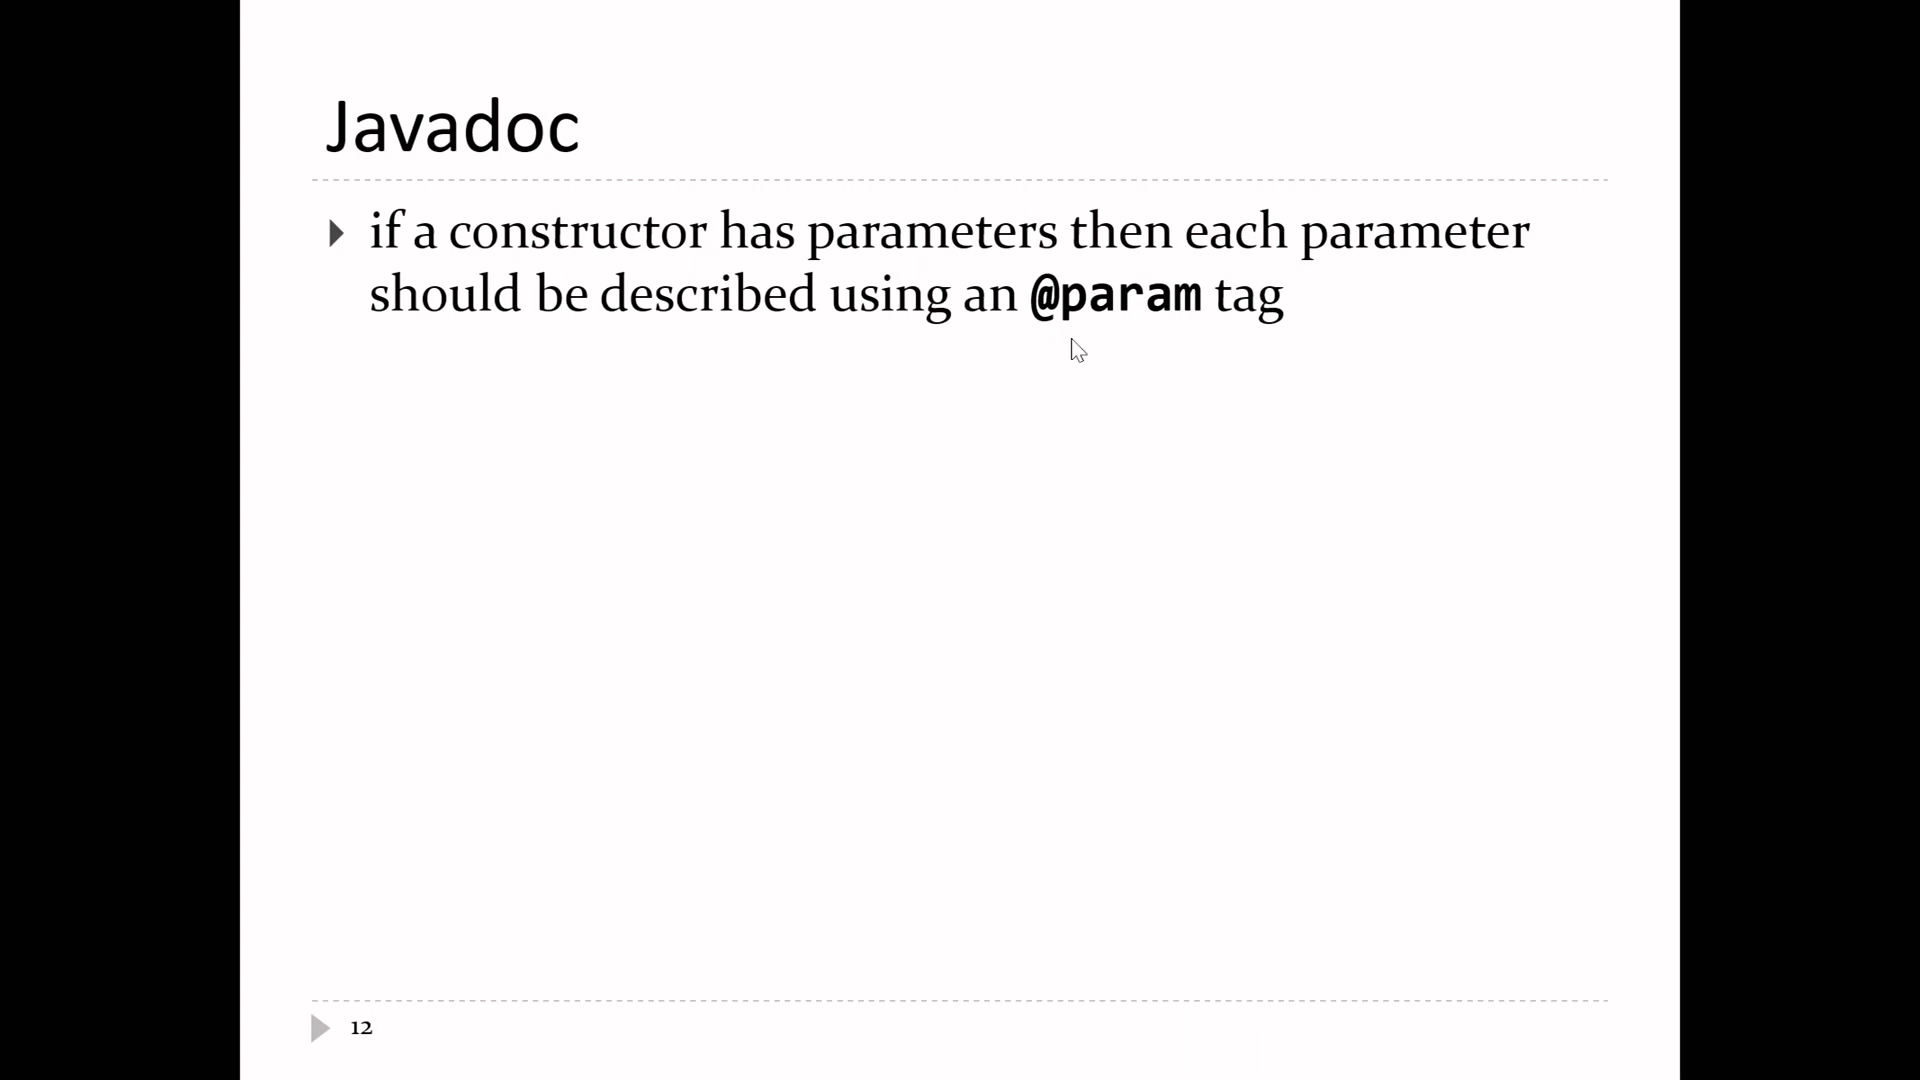 Javadoc
if a constructor has parameters then each parameter
should be described using an @param tag
12